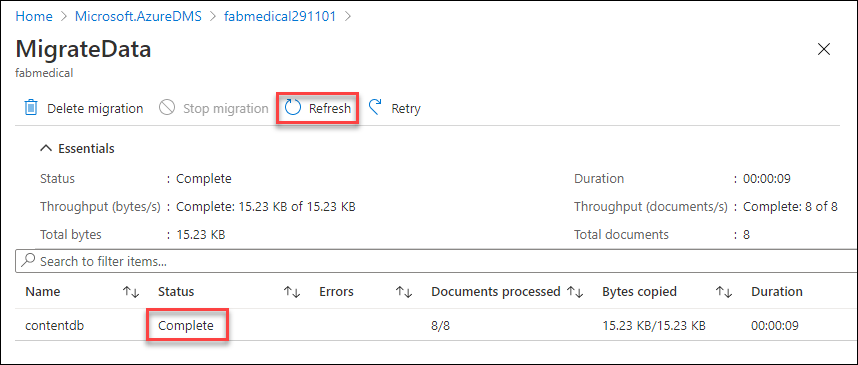 Home > Microsoft.AzureDMS > fabmedical291101 >
MigrateData
fabmedical
Delete migration Stop migration Refresh Retry
Essentials
Status : Complete Duration : 00:00:09
Throughput (bytes/s) : Complete: 15.23 KB of 15.23 KB Throughput (documents/s) : Complete: 8 of 8
Total bytes : 15.23 KB Total documents : 8
Search to filter items...
Name Status Errors Documents processed Bytes copied Duration
contentdb Complete 8/8 15.23 KB/15.23 KB 00:00:09